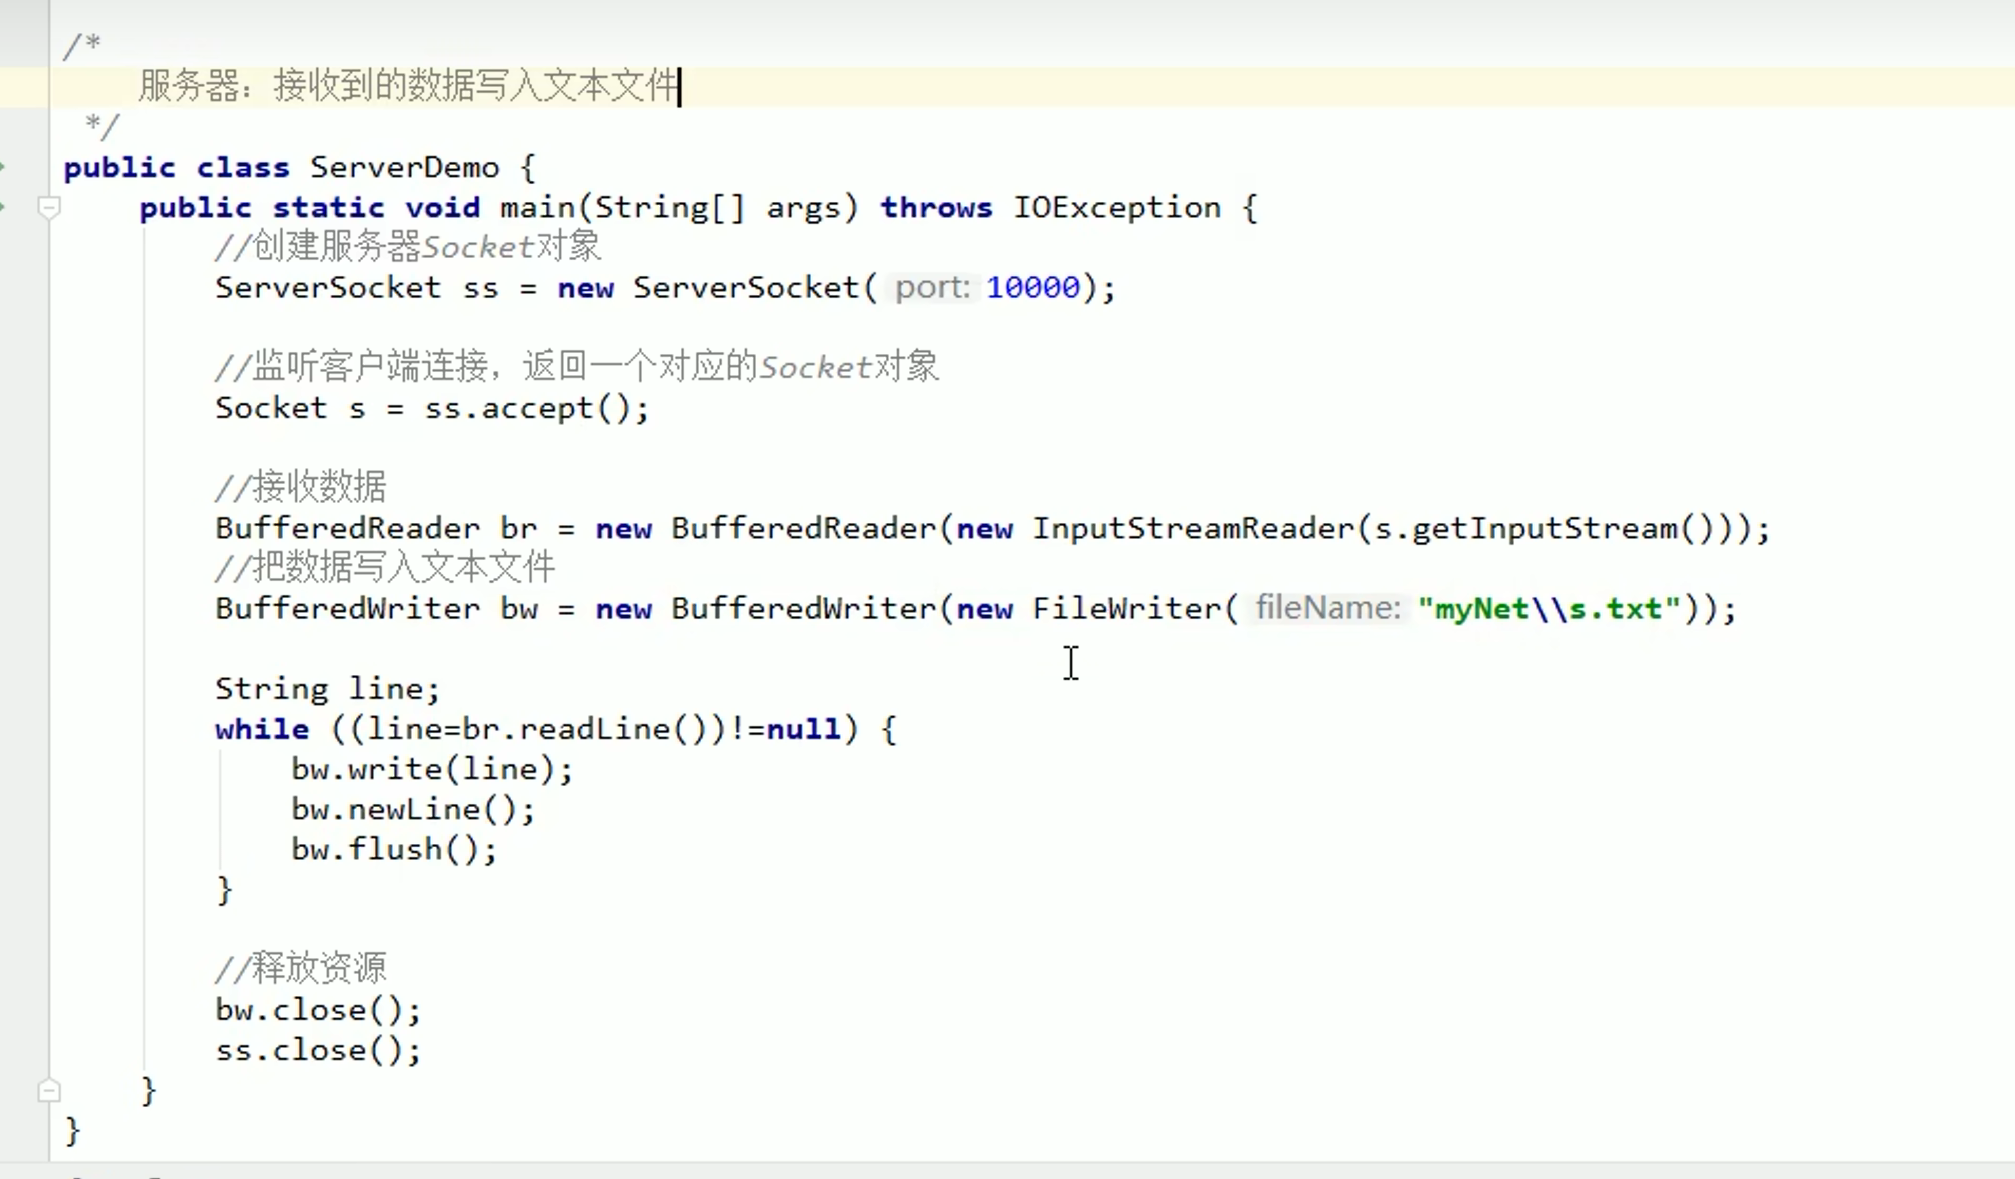 /*
服务器：接收到的数据写入文本文件
*/
public class ServerDemo {
public static void main(String[] args) throws IOException {
//创建服务器Socket对象
ServerSocket ss = new ServerSocket( port: 10000);
//监听客户端连接，返回一个对应的Socket对象
Socket s = ss.accept();
//接收数据
BufferedReader br = new BufferedReader(new InputStreamReader(s.getInputStream()));
//把数据写入文本文件
BufferedWriter bw = new BufferedWriter(new FileWriter( fileName: "myNet\\s.txt"));
String line;
while ((line=br.readLine())!=null) {
bw.write(line);
bw.newLine();
bw.flush();
}
//释放资源
bw.close();
ss.close();
}
}